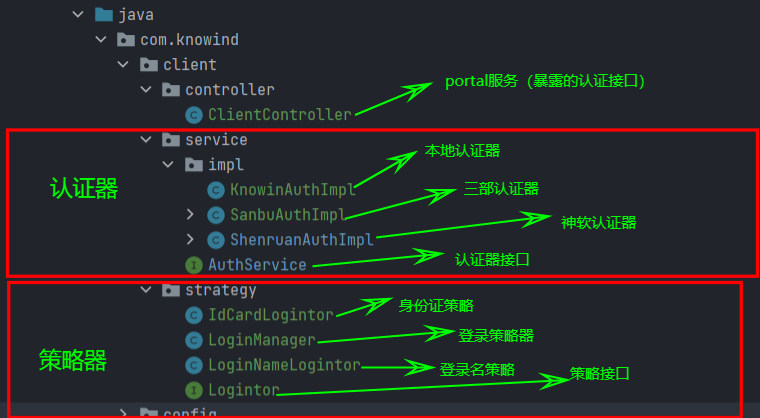 java
com.knowind
client
controller
portal服务（暴露的认证接口）
ClientController
service
认证器
impl
本地认证器
KnowinAuthImpl
三部认证器
SanbuAuthImpl
神软认证器
ShenruanAuthImpl
认证器接口
AuthService
strategy
策略器
身份证策略
IdCardLogintor
登录策略器
LoginManager
登录名策略
LoginNameLogintor
策略接口
Logintor
config